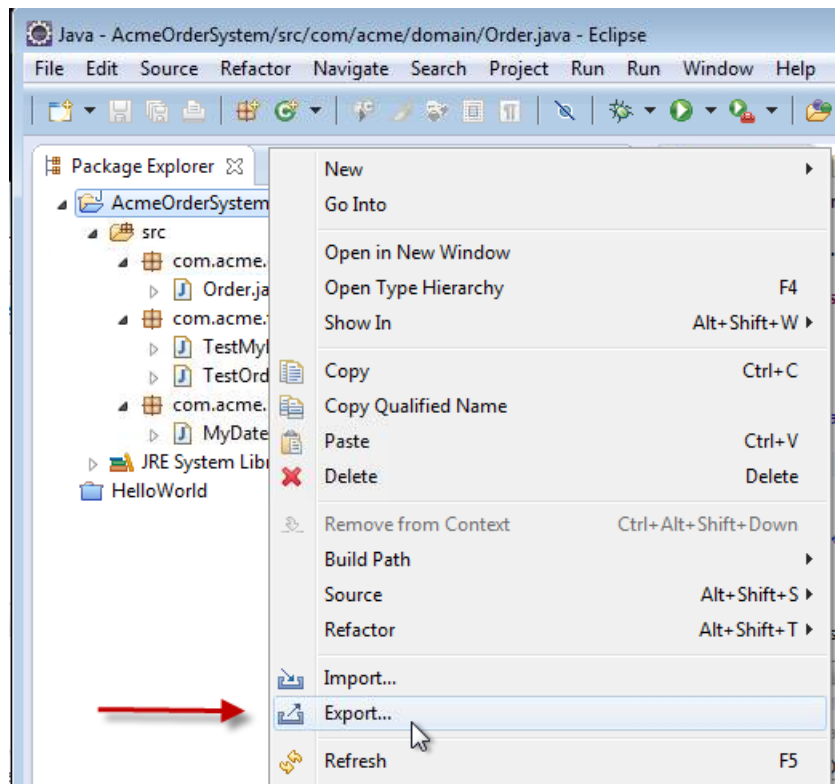 Java - AcmeOrderSystem/src/com/acme/domain/Order.java - Eclipse
File Edit Source Refactor Navigate Search Project Run Run Window Help
Package Explorer
AcmeOrderSystem
src
com.acme.
Order.ja
com.acme.
TestMy
TestOrd
com.acme.
MyDate
JRE System Lib
HelloWorld
New
Go Into
Open in New Window
Open Type Hierarchy F4
Show In Alt+Shift+W
Copy Ctrl+C
Copy Qualified Name
Paste Ctrl+V
Delete Delete
Remove from Context Ctrl+Alt+Shift+Down
Build Path
Source Alt+Shift+S
Refactor Alt+Shift+T
Import...
Export...
Refresh F5